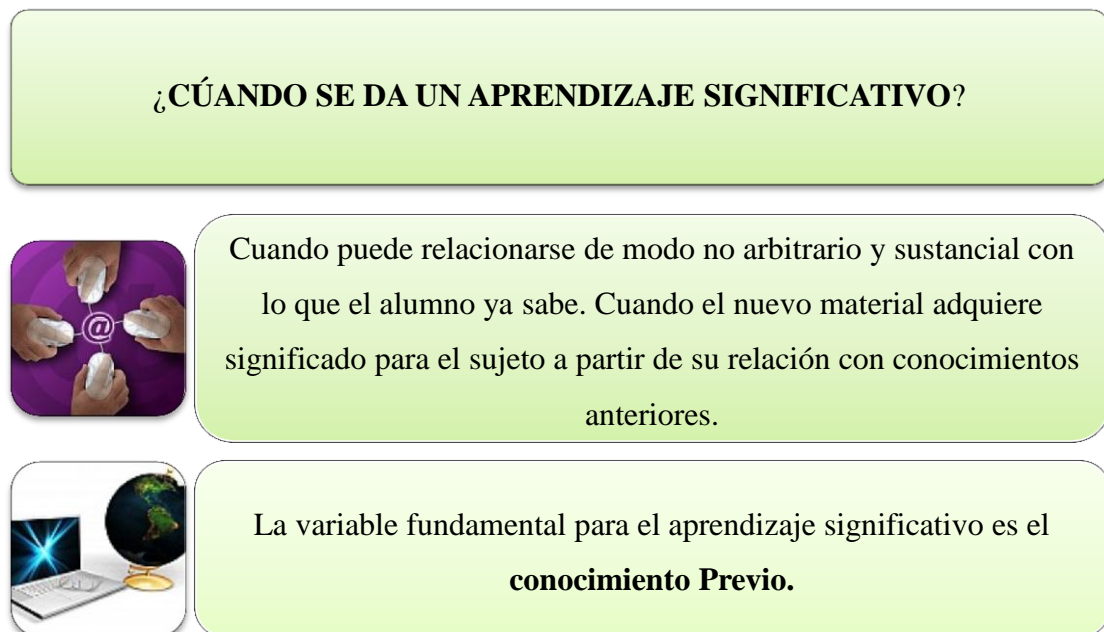 ¿CÚANDO SE DA UN APRENDIZAJE SIGNIFICATIVO?
Cuando puede relacionarse de modo no arbitrario y sustancial con
lo que el alumno ya sabe. Cuando el nuevo material adquiere
significado para el sujeto a partir de su relación con conocimientos
anteriores.
@
La variable fundamental para el aprendizaje significativo es el
conocimiento Previo.